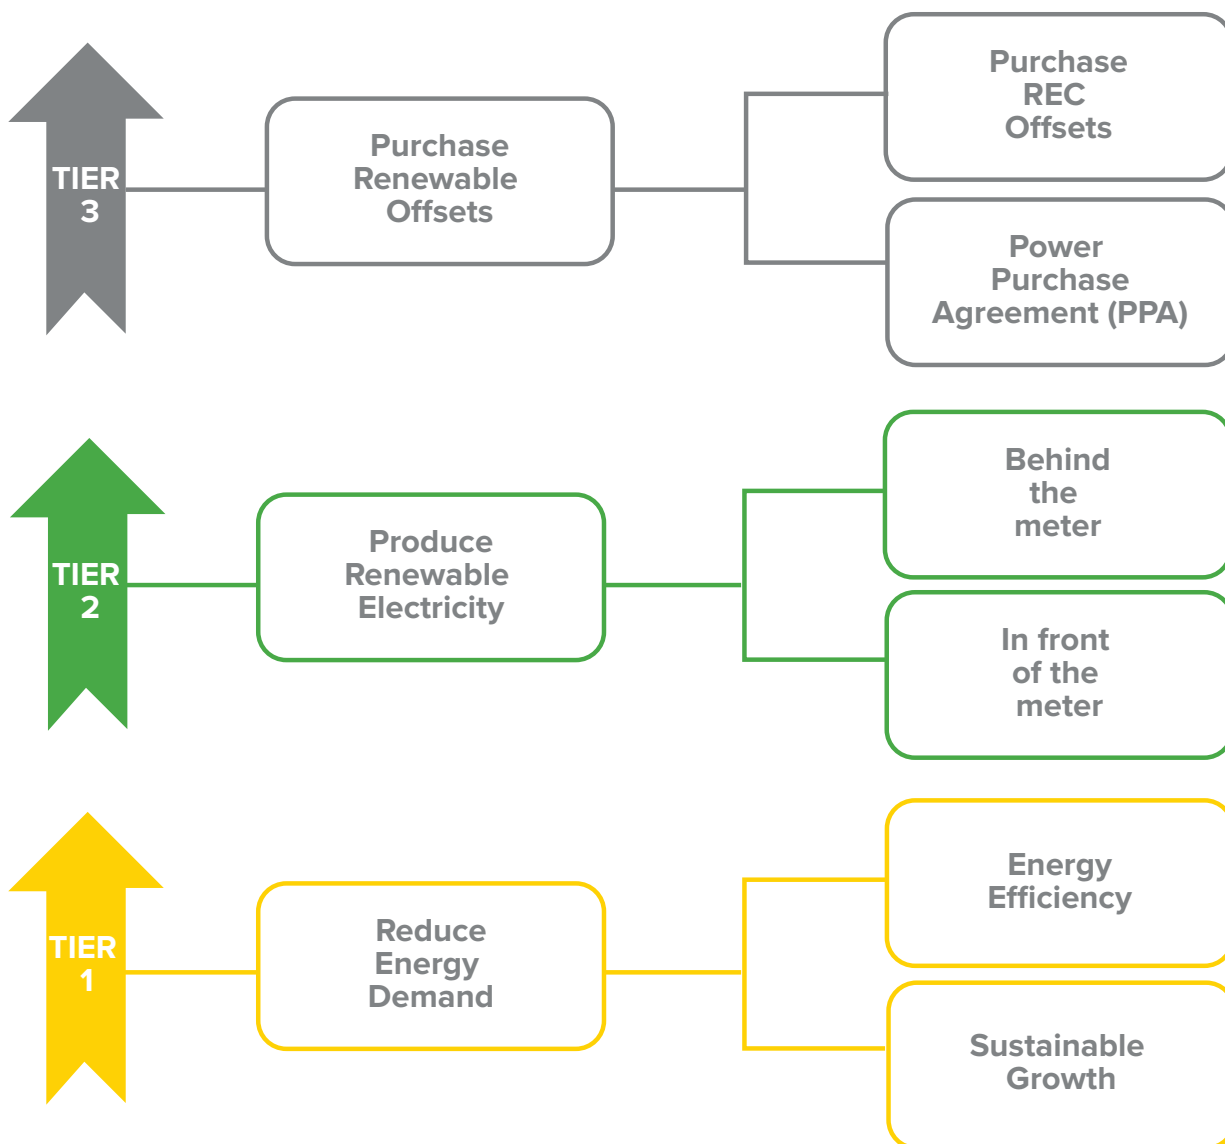 TIER
3
Purchase
Renewable
Offsets
Purchase
REC
Offsets
Power
Purchase
Agreement (PPA)
TIER
2
Produce
Renewable
Electricity
Behind
the
meter
In front
of the
meter
TIER
1
Reduce
Energy
Demand
Energy
Efficiency
Sustainable
Growth